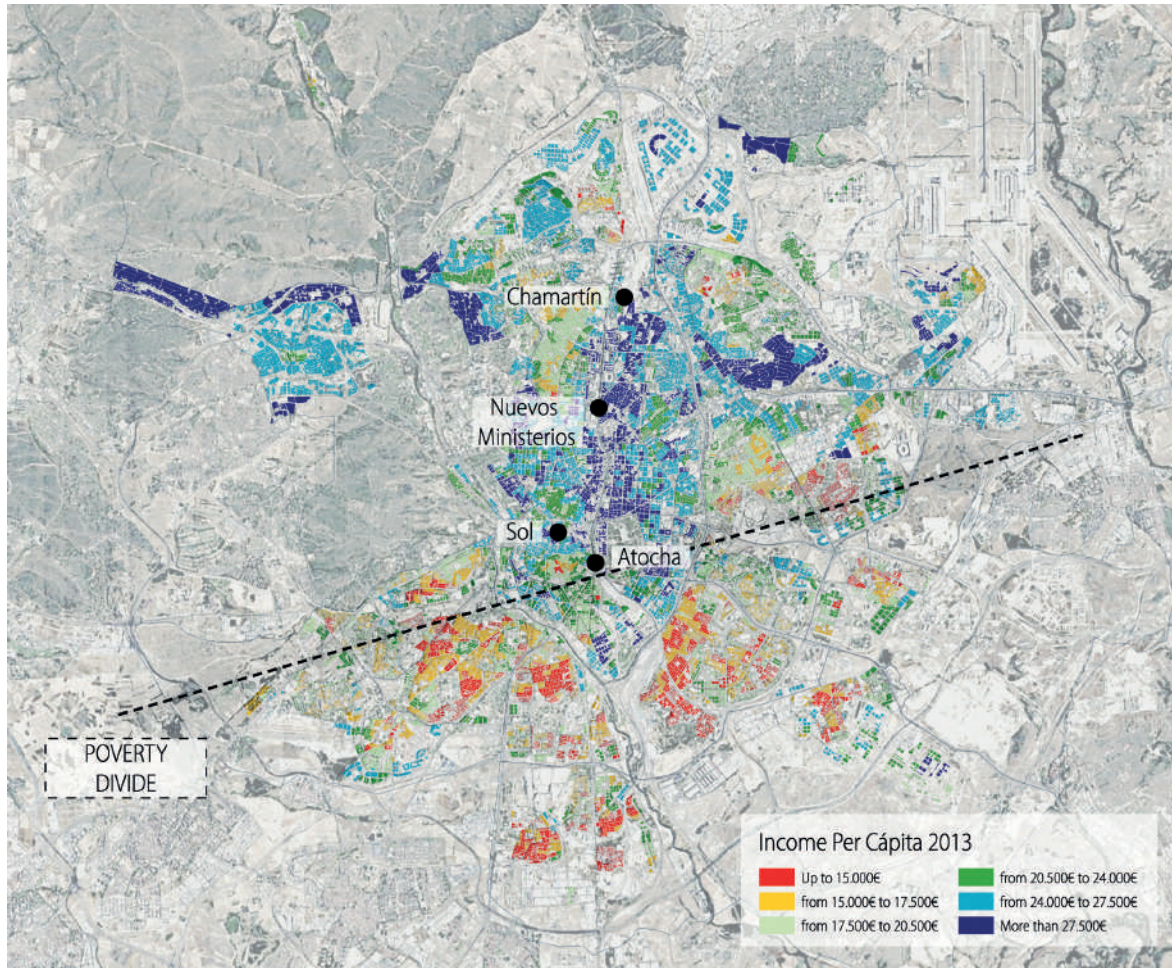 Chamartín
Nuevos
Ministerios
Sol
Atocha
POVERTY
DIVIDE
Income Per Cápita 2013
Up to 15.000€
from 15.000€ to 17.500€
from 17.500€ to 20.500€
from 20.500€ to 24.000€
from 24.000€ to 27.500€
More than 27.500€